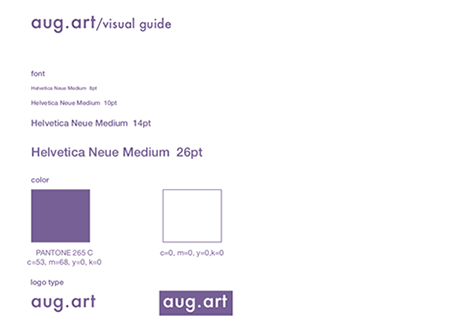 aug.art/visual guide
font
Helvetica Neue Medium 8pt
Helvetica Neue Medium 10pt
Helvetica Neue Medium 14pt
Helvetica Neue Medium 26pt
color
PANTONE 265 C
c=53, m=68, y=0, k=0
c=0, m=0, y=0,k=0
logo type
aug.art
aug.art